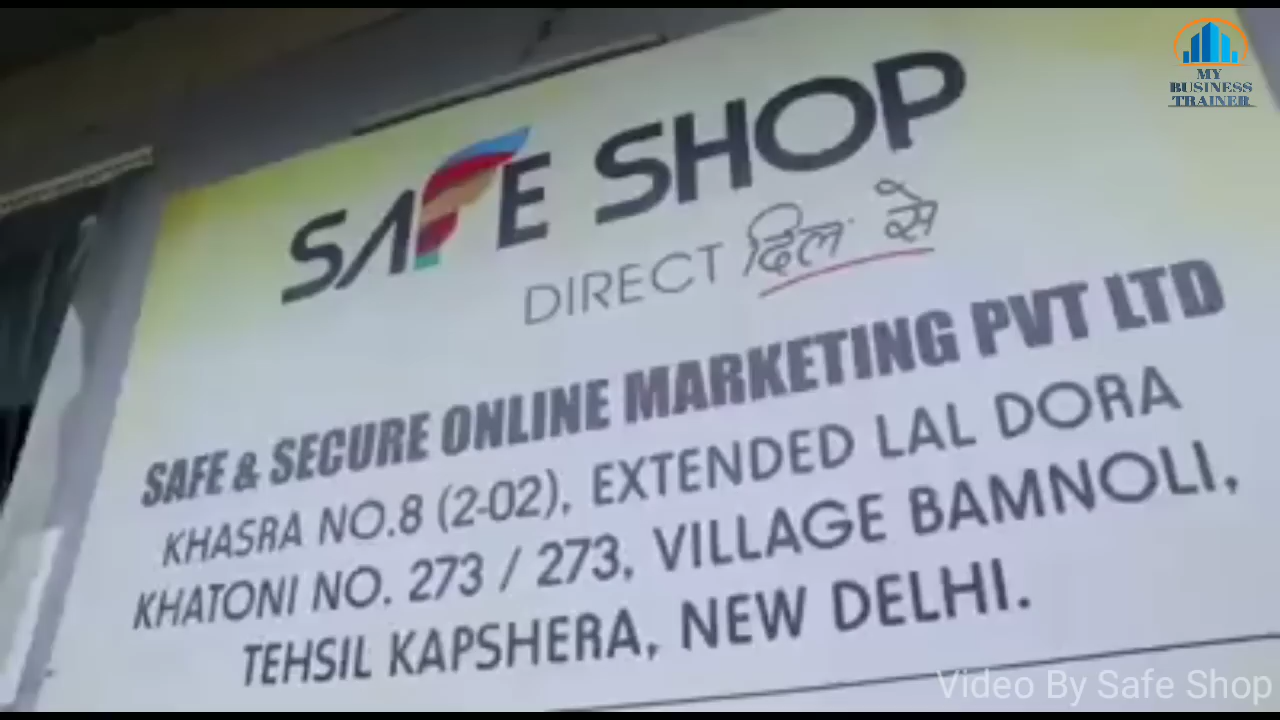 MY
BUSINESS
TRAINER
SAFE SHOP
DIRECT दिल से
SAFE & SECURE ONLINE MARKETING PVT LTD
KHASRA NO.8 (2-02), EXTENDED LAL DORA
KHATONI NO. 273 / 273, VILLAGE BAMNOLI,
TEHSIL KAPSHERA, NEW DELHI.
Video By Safe Shop